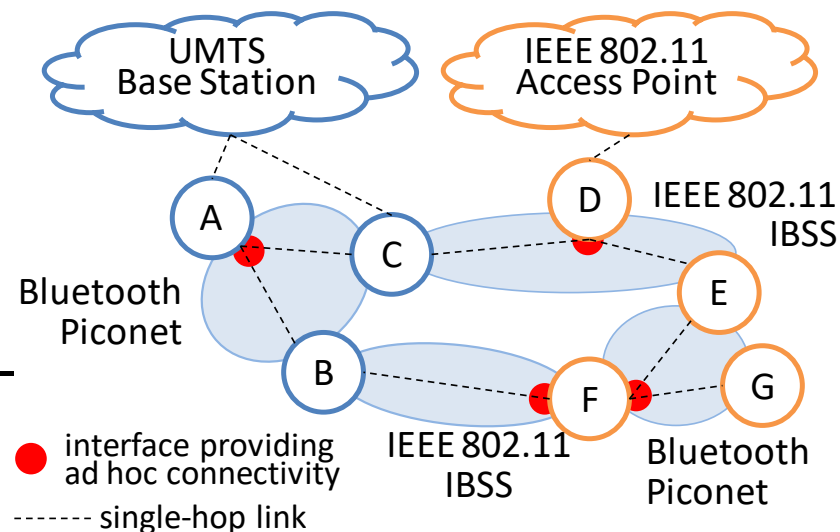 UMTS
Base Station
IEEE 802.11
Access Point
A
D
IEEE 802.11
IBSS
C
Bluetooth
Piconet
E
B
F
G
IEEE 802.11
IBSS
Bluetooth
Piconet
interface providing
ad hoc connectivity
single-hop link